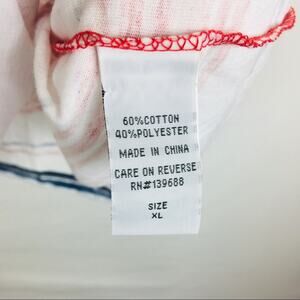 60%COTTON
40%POLYESTER
MADE IN CHINA
CARE ON REVERSE
RN#139688
SIZE
XL